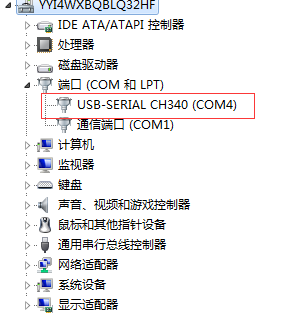 YYI4WXBQBLQ32HF
IDE ATA/ATAPI 控制器
处理器
磁盘驱动器
端口 (COM 和 LPT)
USB-SERIAL CH340 (COM4)
通信端口 (COM1)
计算机
监视器
键盘
声音、视频和游戏控制器
鼠标和其他指针设备
通用串行总线控制器
网络适配器
系统设备
显示适配器